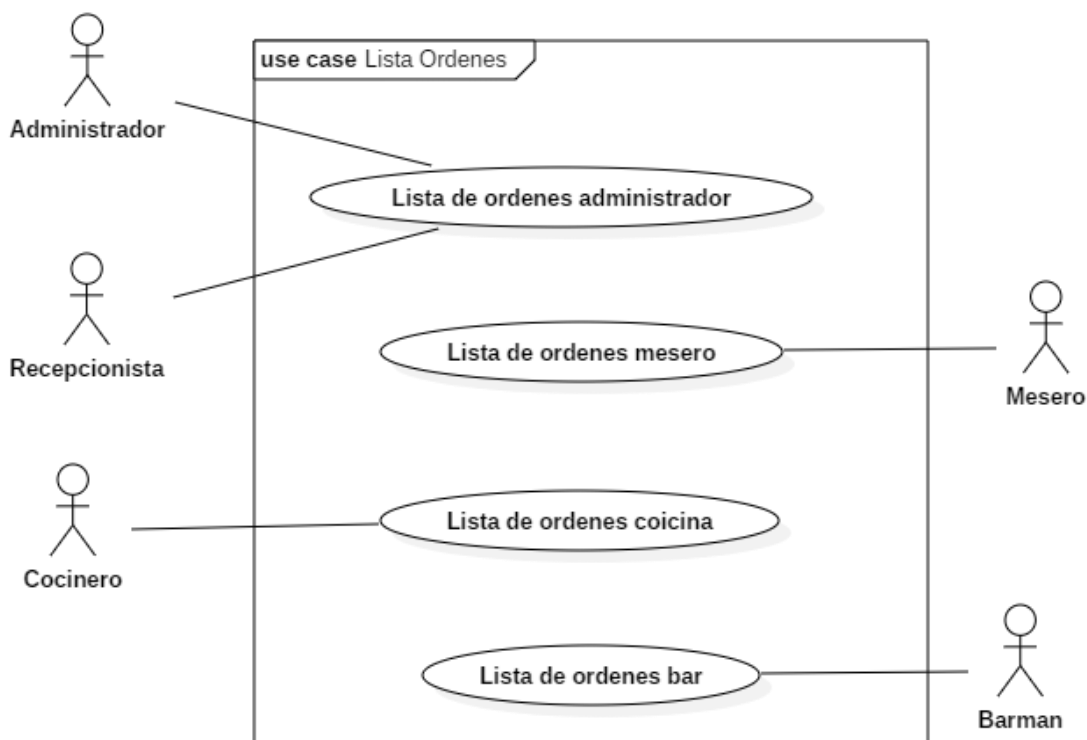 use case Lista Ordenes
Administrador
Lista de ordenes administrador
Recepcionista
Lista de ordenes mesero
Mesero
Lista de ordenes coicina
Cocinero
Lista de ordenes bar
Barman